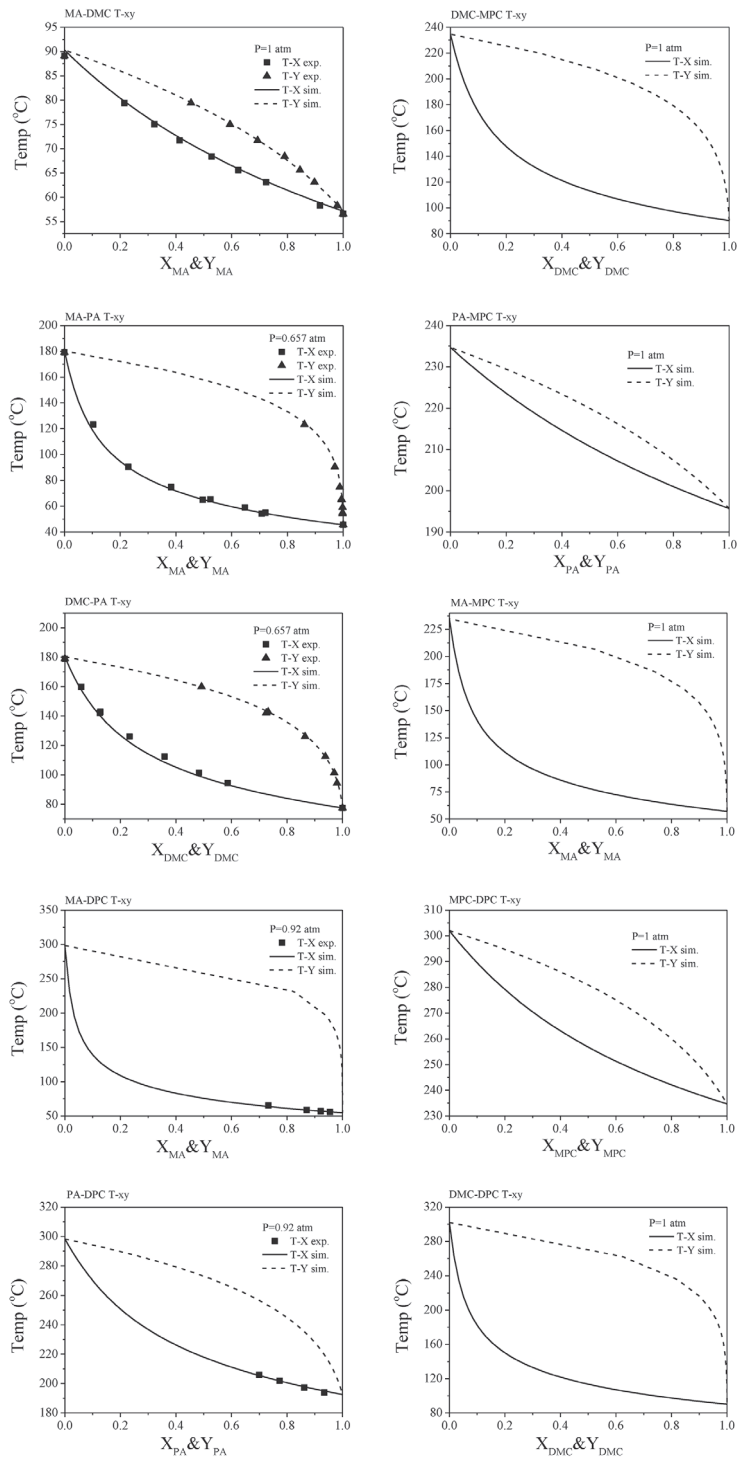 MA-DMC T-xy
P=1 atm
T-X exp.
T-Y exp.
T-X sim.
T-Y sim.
90
85
80
75
70
65
60
55
0.0 0.2 0.4 0.6 0.8 1.0
Temp (°C)
X_MA&Y_MA
DMC-MPC T-xy
P=1 atm
T-X sim.
T-Y sim.
240
220
200
180
160
140
120
100
80
0.0 0.2 0.4 0.6 0.8 1.0
Temp (°C)
X_DMC&Y_DMC
MA-PA T-xy
P=0.657 atm
T-X exp.
T-Y exp.
T-X sim.
T-Y sim.
200
180
160
140
120
100
80
60
40
0.0 0.2 0.4 0.6 0.8 1.0
Temp (°C)
X_MA&Y_MA
PA-MPC T-xy
P=1 atm
T-X sim.
T-Y sim.
240
230
220
210
200
190
0.0 0.2 0.4 0.6 0.8 1.0
Temp (°C)
X_PA&Y_PA
DMC-PA T-xy
P=0.657 atm
T-X exp.
T-Y exp.
T-X sim.
T-Y sim.
200
180
160
140
120
100
80
0.0 0.2 0.4 0.6 0.8 1.0
Temp (°C)
X_DMC&Y_DMC
MA-MPC T-xy
P=1 atm
T-X sim.
T-Y sim.
225
200
175
150
125
100
75
50
0.0 0.2 0.4 0.6 0.8 1.0
Temp (°C)
X_MA&Y_MA
MA-DPC T-xy
P=0.92 atm
T-X exp.
T-X sim.
T-Y sim.
350
300
250
200
150
100
50
0.0 0.2 0.4 0.6 0.8 1.0
Temp (°C)
X_MA&Y_MA
MPC-DPC T-xy
P=1 atm
T-X sim.
T-Y sim.
310
300
290
280
270
260
250
240
230
0.0 0.2 0.4 0.6 0.8 1.0
Temp (°C)
X_MPC&Y_MPC
PA-DPC T-xy
P=0.92 atm
T-X exp.
T-X sim.
T-Y sim.
320
300
280
260
240
220
200
180
0.0 0.2 0.4 0.6 0.8 1.0
Temp (°C)
X_PA&Y_PA
DMC-DPC T-xy
P=1 atm
T-X sim.
T-Y sim.
320
280
240
200
160
120
80
0.0 0.2 0.4 0.6 0.8 1.0
Temp (°C)
X_DMC&Y_DMC